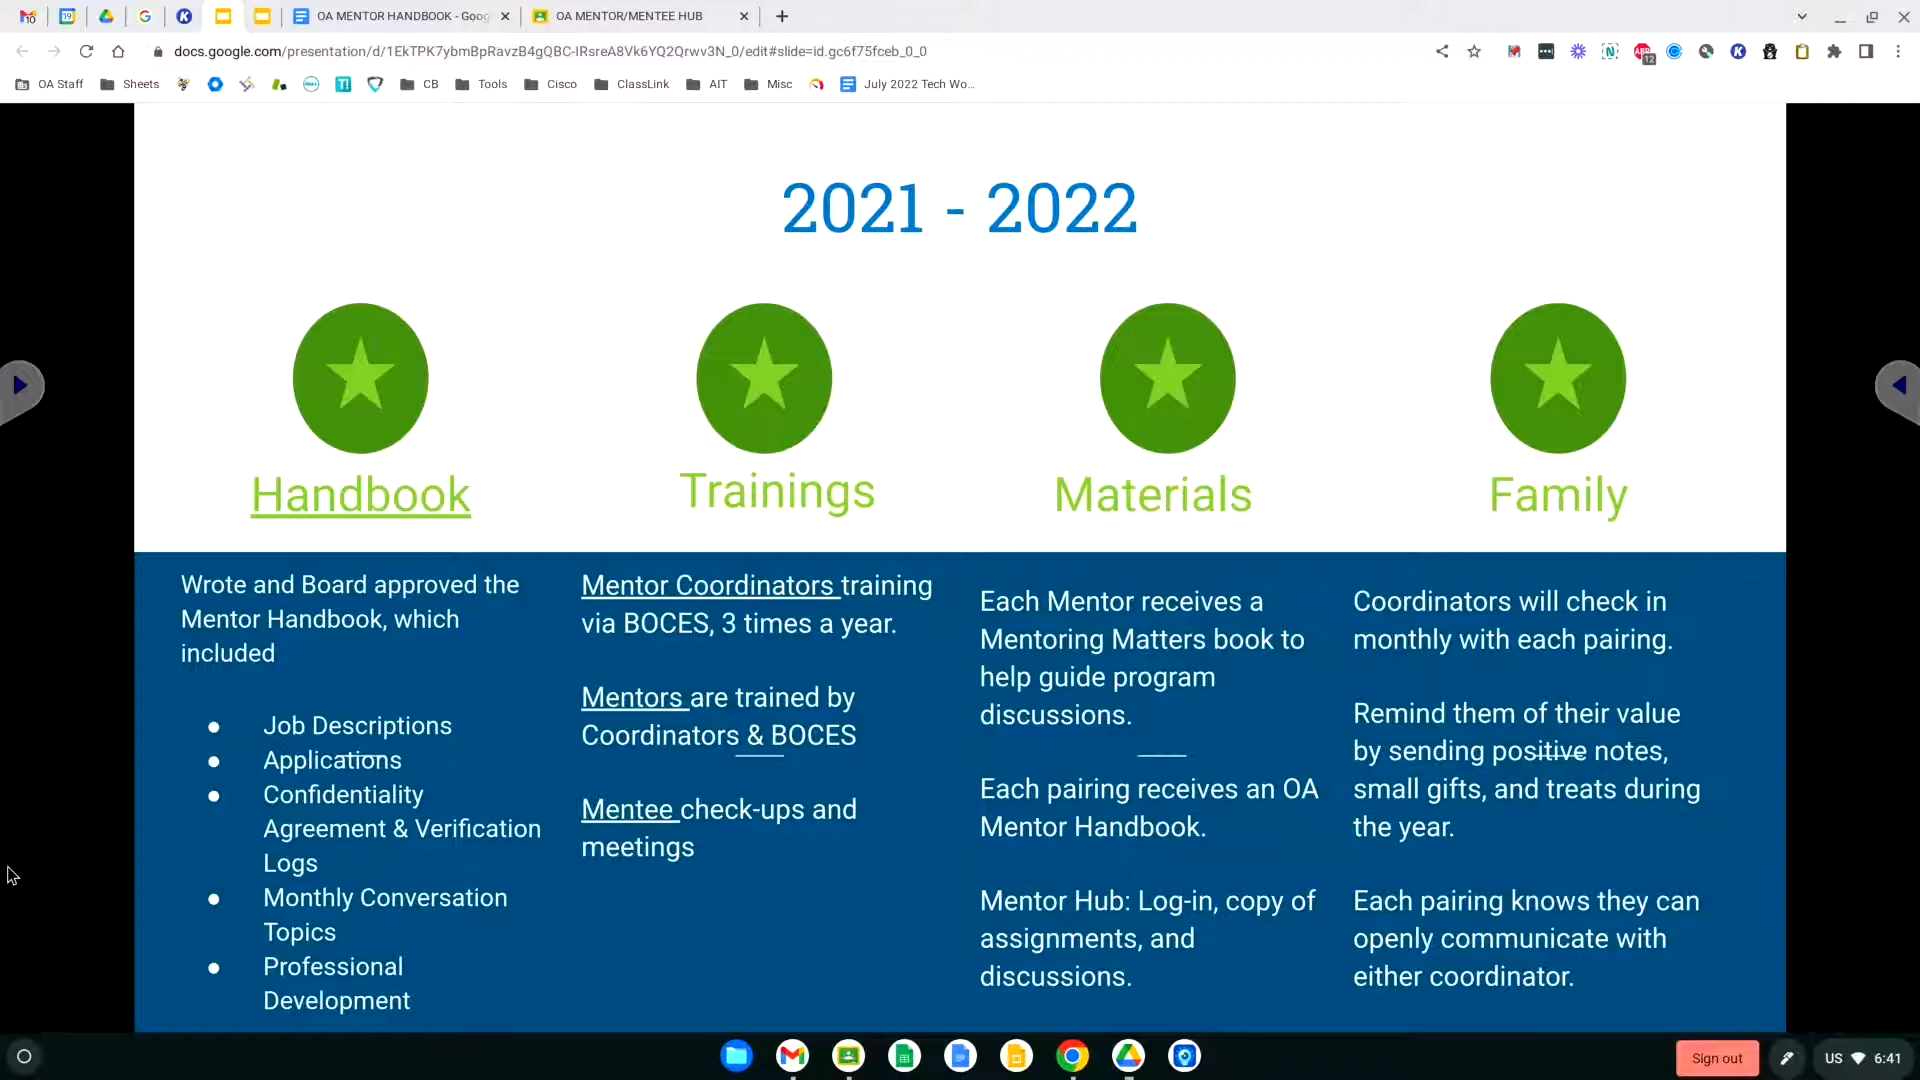 OA MENTOR HANDBOOK - Goog
OA MENTOR/MENTEE HUB
docs.google.com/presentation/d/1EkTPK7ybmBpRavzB4gQBC-IRsreA8Vk6YQ2Qrwv3N_0/edit#slide=id.gc6f75fceb_0_0
OA Staff
Sheets
CB
Tools
Cisco
ClassLink
AIT
Misc
July 2022 Tech Wo...
2021 - 2022
Handbook
Trainings
Materials
Family
Wrote and Board approved the
Mentor Handbook, which
included
● Job Descriptions
● Applications
● Confidentiality
Agreement & Verification
Logs
● Monthly Conversation
Topics
● Professional
Development
Mentor Coordinators training
via BOCES, 3 times a year.
Mentors are trained by
Coordinators & BOCES
Mentee check-ups and
meetings
Each Mentor receives a
Mentoring Matters book to
help guide program
discussions.
Each pairing receives an OA
Mentor Handbook.
Mentor Hub: Log-in, copy of
assignments, and
discussions.
Coordinators will check in
monthly with each pairing.
Remind them of their value
by sending positive notes,
small gifts, and treats during
the year.
Each pairing knows they can
openly communicate with
either coordinator.
Sign out
US
6:41